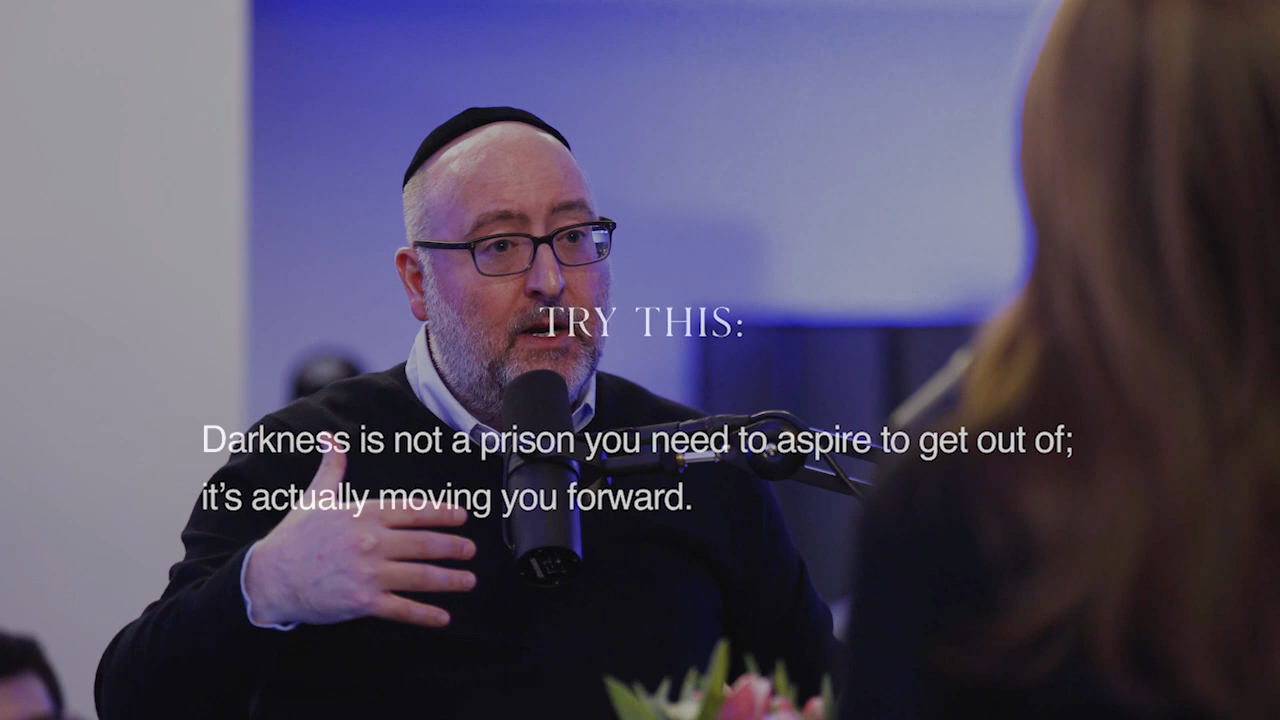 TRY THIS:
Darkness is not a prison you need to aspire to get out of;
it’s actually moving you forward.